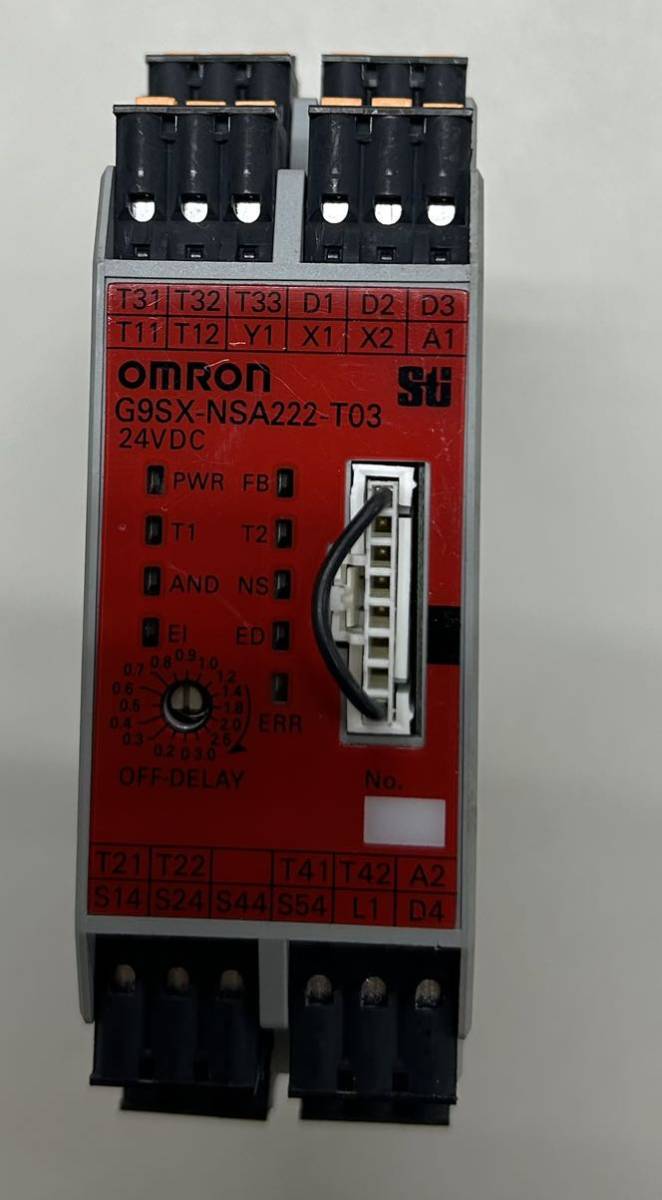 T31 T32 T33 D1 D2 D3
T11 T12 Y1 X1 X2 A1
OMRON Sti
G9SX-NSA222-T03
24VDC
PWR FB
T1 T2
AND NS
EI ED
ERR
0.9
0.8 1.0
0.7 1.2
0.6 1.4
0.5 1.8
0.4 2.0
0.3 2.6
0.2 0 3.0
OFF-DELAY No.
T21 T22 T41 T42 A2
S14 S24 S44 S54 L1 D4